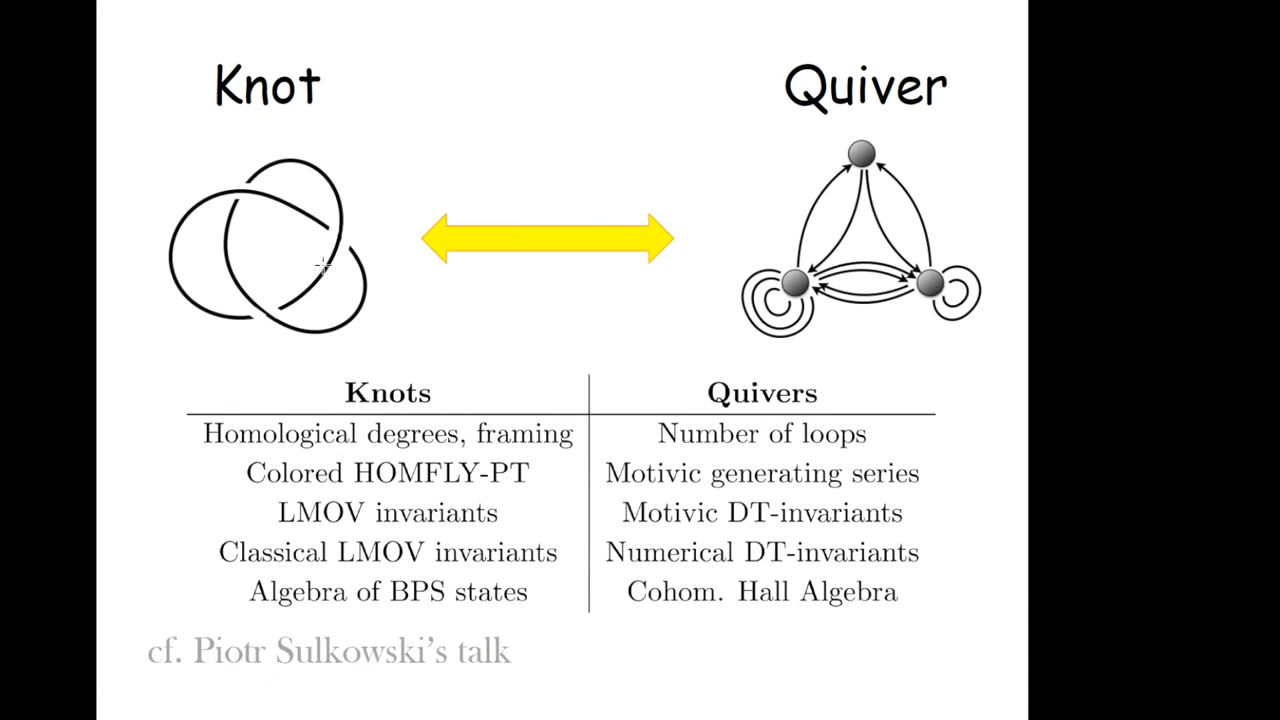 Knot Quiver
Knots Quivers
Homological degrees, framing Number of loops
Colored HOMFLY-PT Motivic generating series
LMOV invariants Motivic DT-invariants
Classical LMOV invariants Numerical DT-invariants
Algebra of BPS states Cohom. Hall Algebra
cf. Piotr Sulkowski's talk